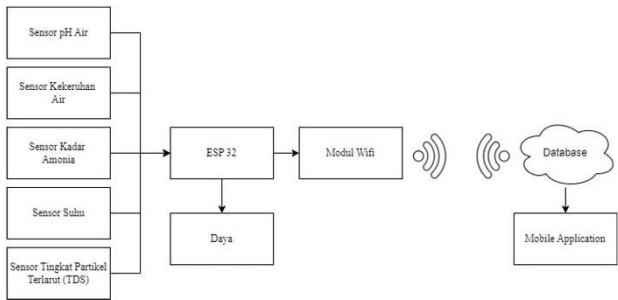 Sensor pH Air
Sensor Kekeruhan
Air
Sensor Kadar
Amonia
Sensor Suhu
Sensor Tingkat Partikel
Terlarut (TDS)
ESP 32
Daya
Modul Wifi
Database
Mobile Application